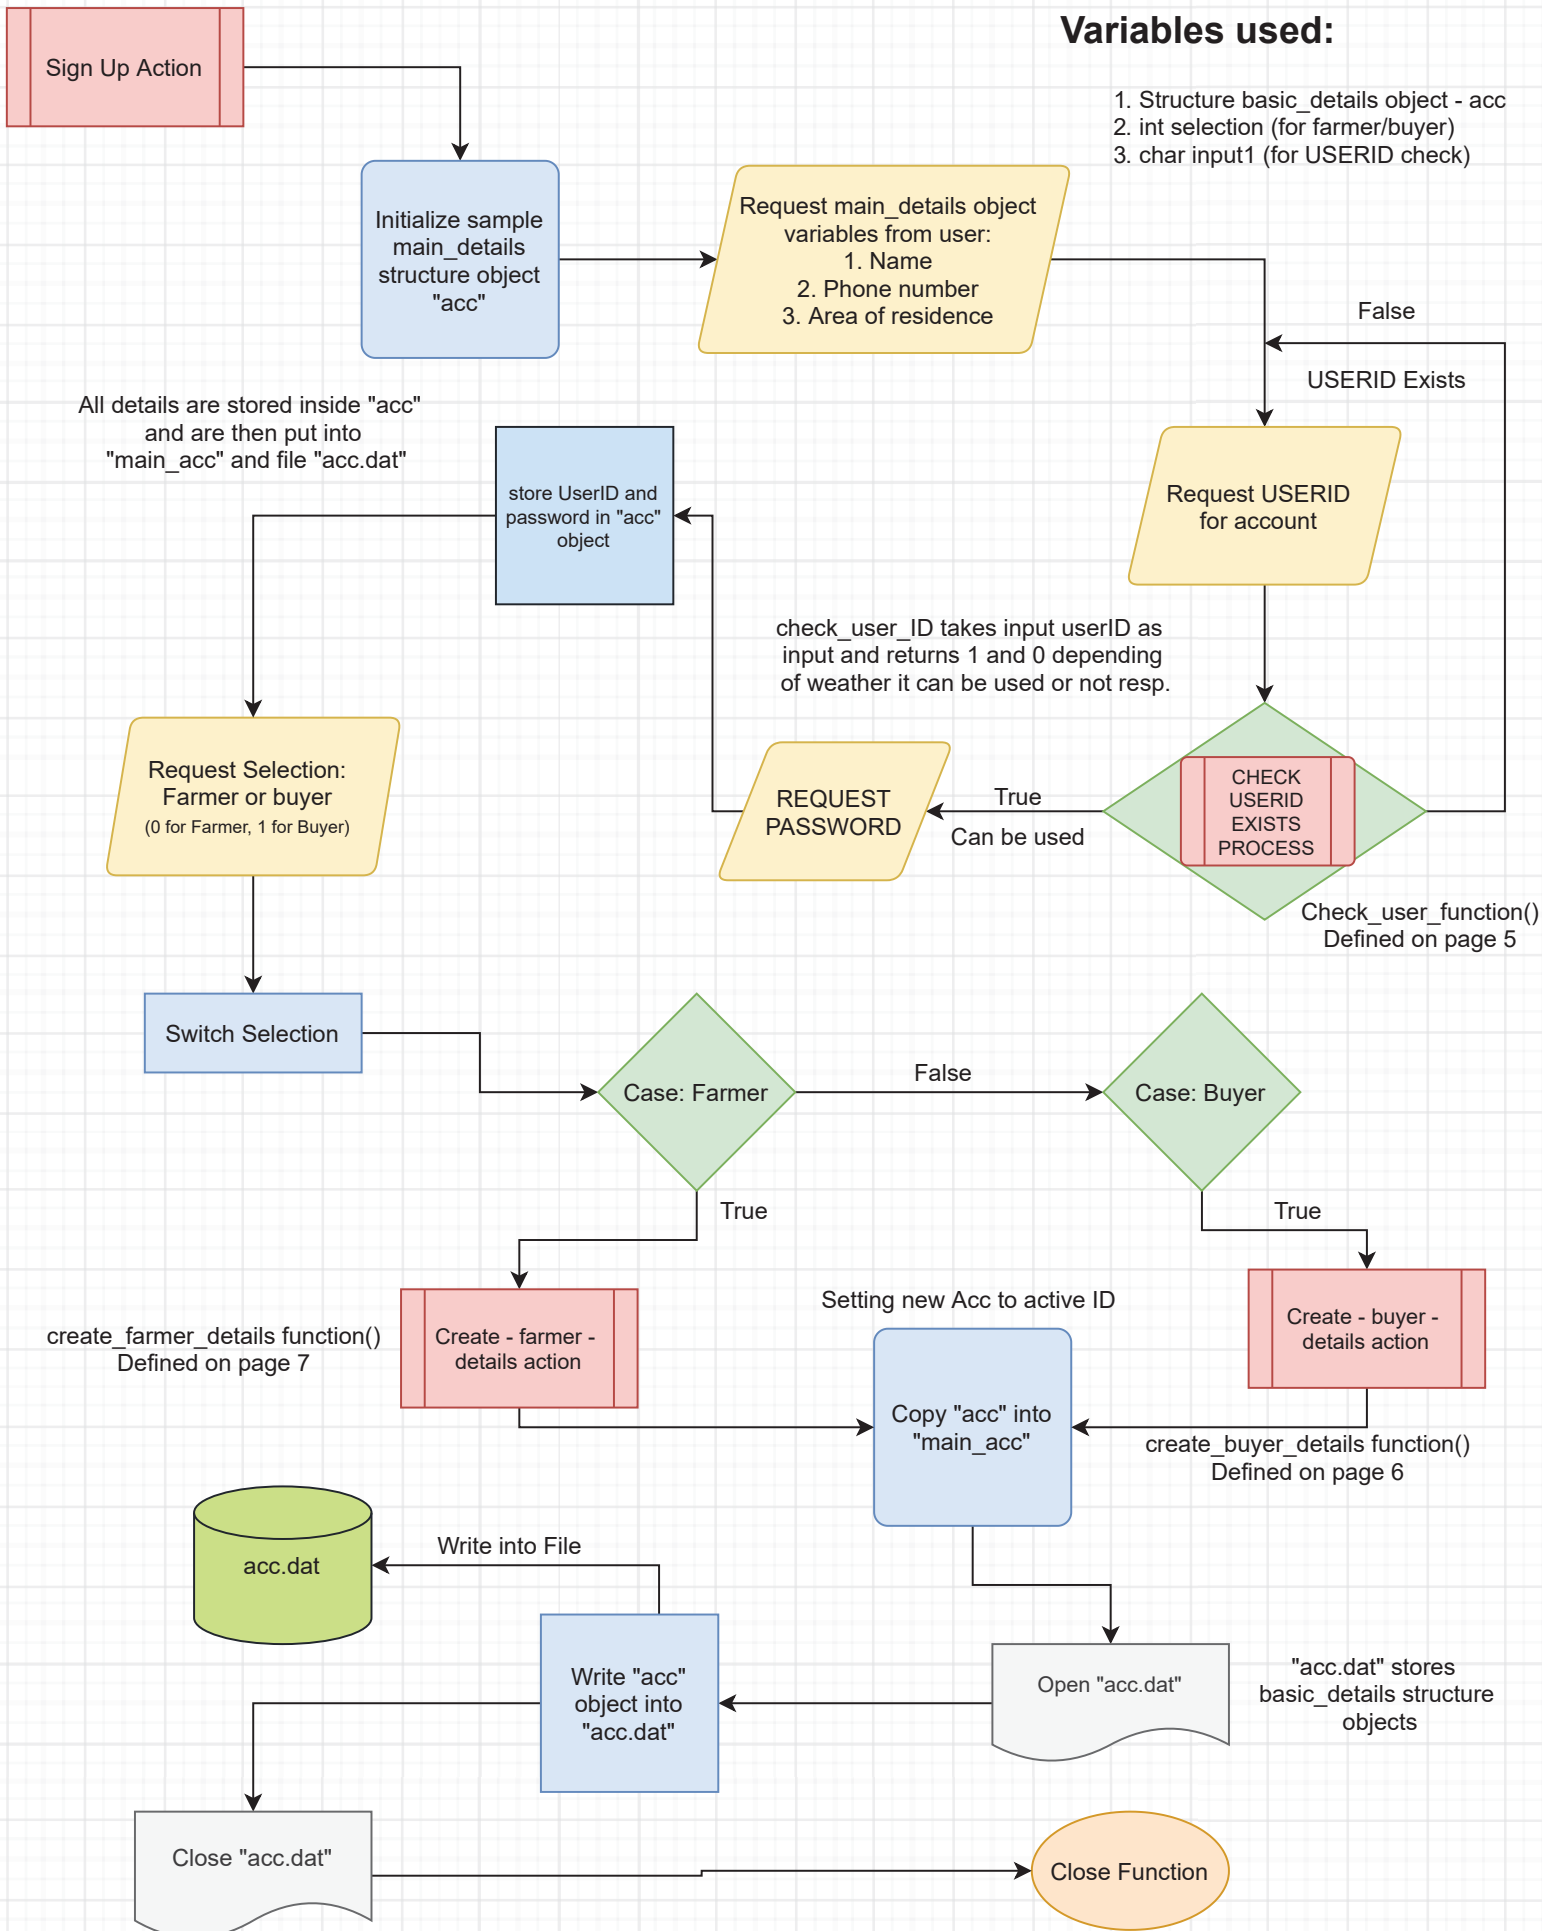 Variables used:
Sign Up Action
1. Structure basic_details object - acc
2. int selection (for farmer/buyer)
3. char input1 (for USERID check)
Initialize sample
main_details
structure object
"acc"
Request main_details object
variables from user:
1. Name
2. Phone number
3. Area of residence
False
USERID Exists
All details are stored inside "acc"
and are then put into
"main_acc" and file "acc.dat"
store UserID and
password in "acc"
object
Request USERID
for account
check_user_ID takes input userID as
input and returns 1 and 0 depending
of weather it can be used or not resp.
Request Selection:
Farmer or buyer
(0 for Farmer, 1 for Buyer)
REQUEST
PASSWORD
True
Can be used
CHECK
USERID
EXISTS
PROCESS
Check_user_function()
Defined on page 5
Switch Selection
Case: Farmer
False
Case: Buyer
True
True
create_farmer_details function()
Defined on page 7
Create - farmer -
details action
Setting new Acc to active ID
Copy "acc" into
"main_acc"
Create - buyer -
details action
create_buyer_details function()
Defined on page 6
acc.dat
Write into File
Write "acc"
object into
"acc.dat"
Open "acc.dat"
"acc.dat" stores
basic_details structure
objects
Close "acc.dat"
Close Function